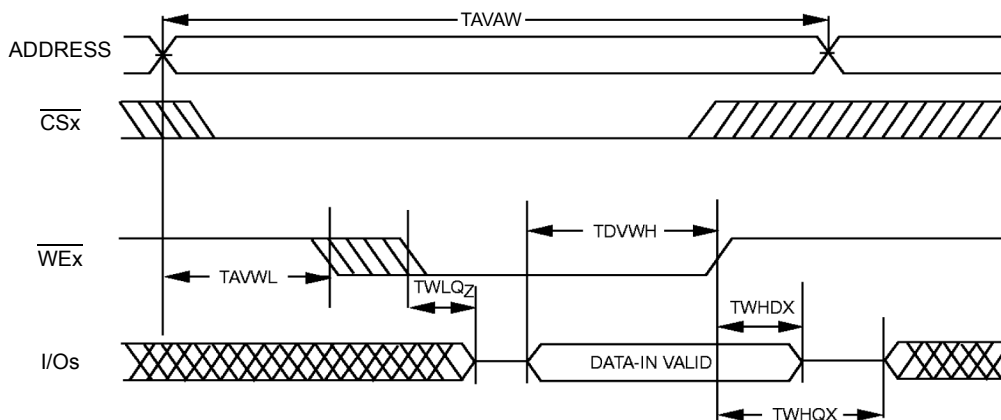 TAVAW
ADDRESS
CSx
TDVWH
WEx
TAVWL
TWLQZ
TWHDX
I/Os
DATA-IN VALID
TWHQX